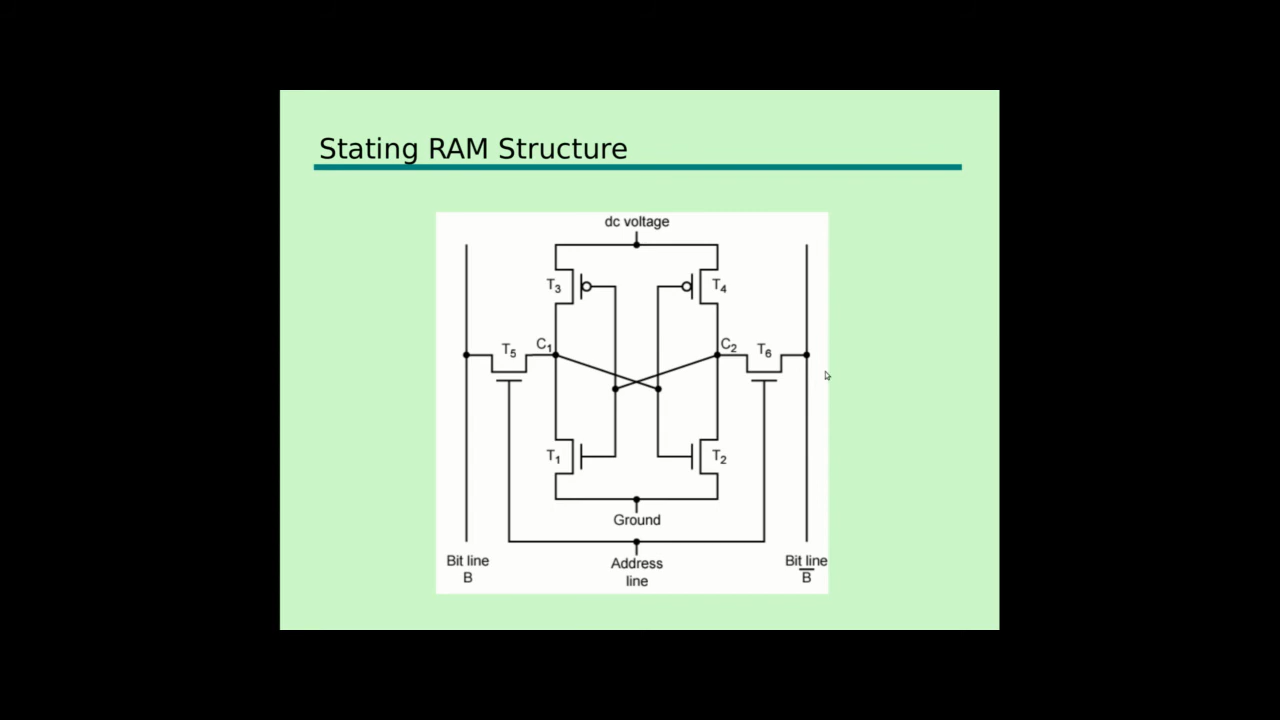 Stating RAM Structure
dc voltage
T3
T4
T5
C1
C2
T6
T1
T2
Ground
Bit line
B
Address
line
Bit line
B̅